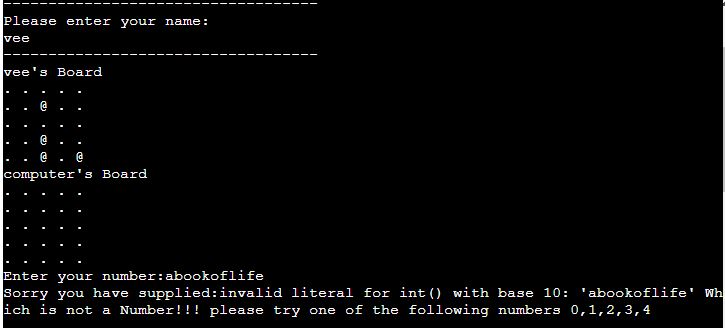 -----------------------------------
Please enter your name:
vee
-----------------------------------
vee's Board
. . . . .
. . @ . .
. . . . .
. . @ . .
. . @ . @
computer's Board
. . . . .
. . . . .
. . . . .
. . . . .
. . . . .
Enter your number:abookoflife
Sorry you have supplied:invalid literal for int() with base 10: 'abookoflife' Wh
ich is not a Number!!! please try one of the following numbers 0,1,2,3,4